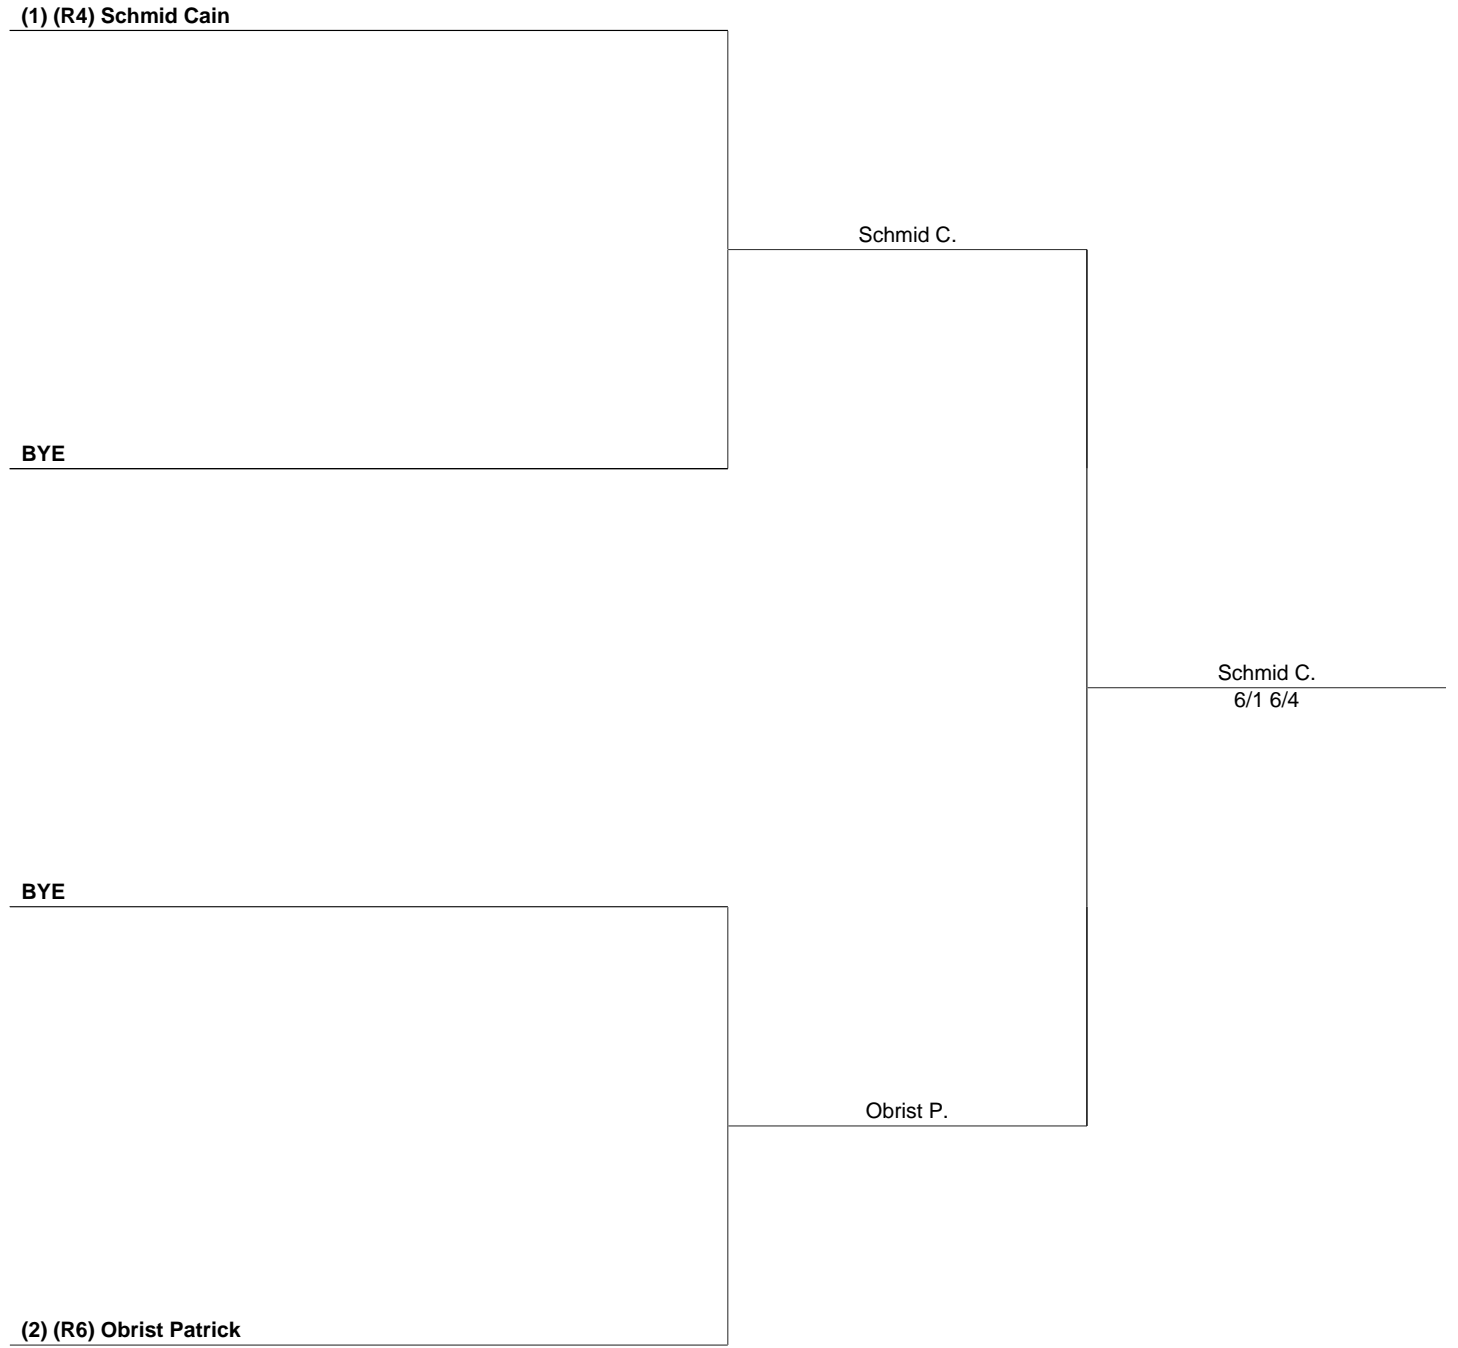 (1) (R4) Schmid Cain
Schmid C.
BYE
Schmid C.
6/1 6/4
BYE
Obrist P.
(2) (R6) Obrist Patrick